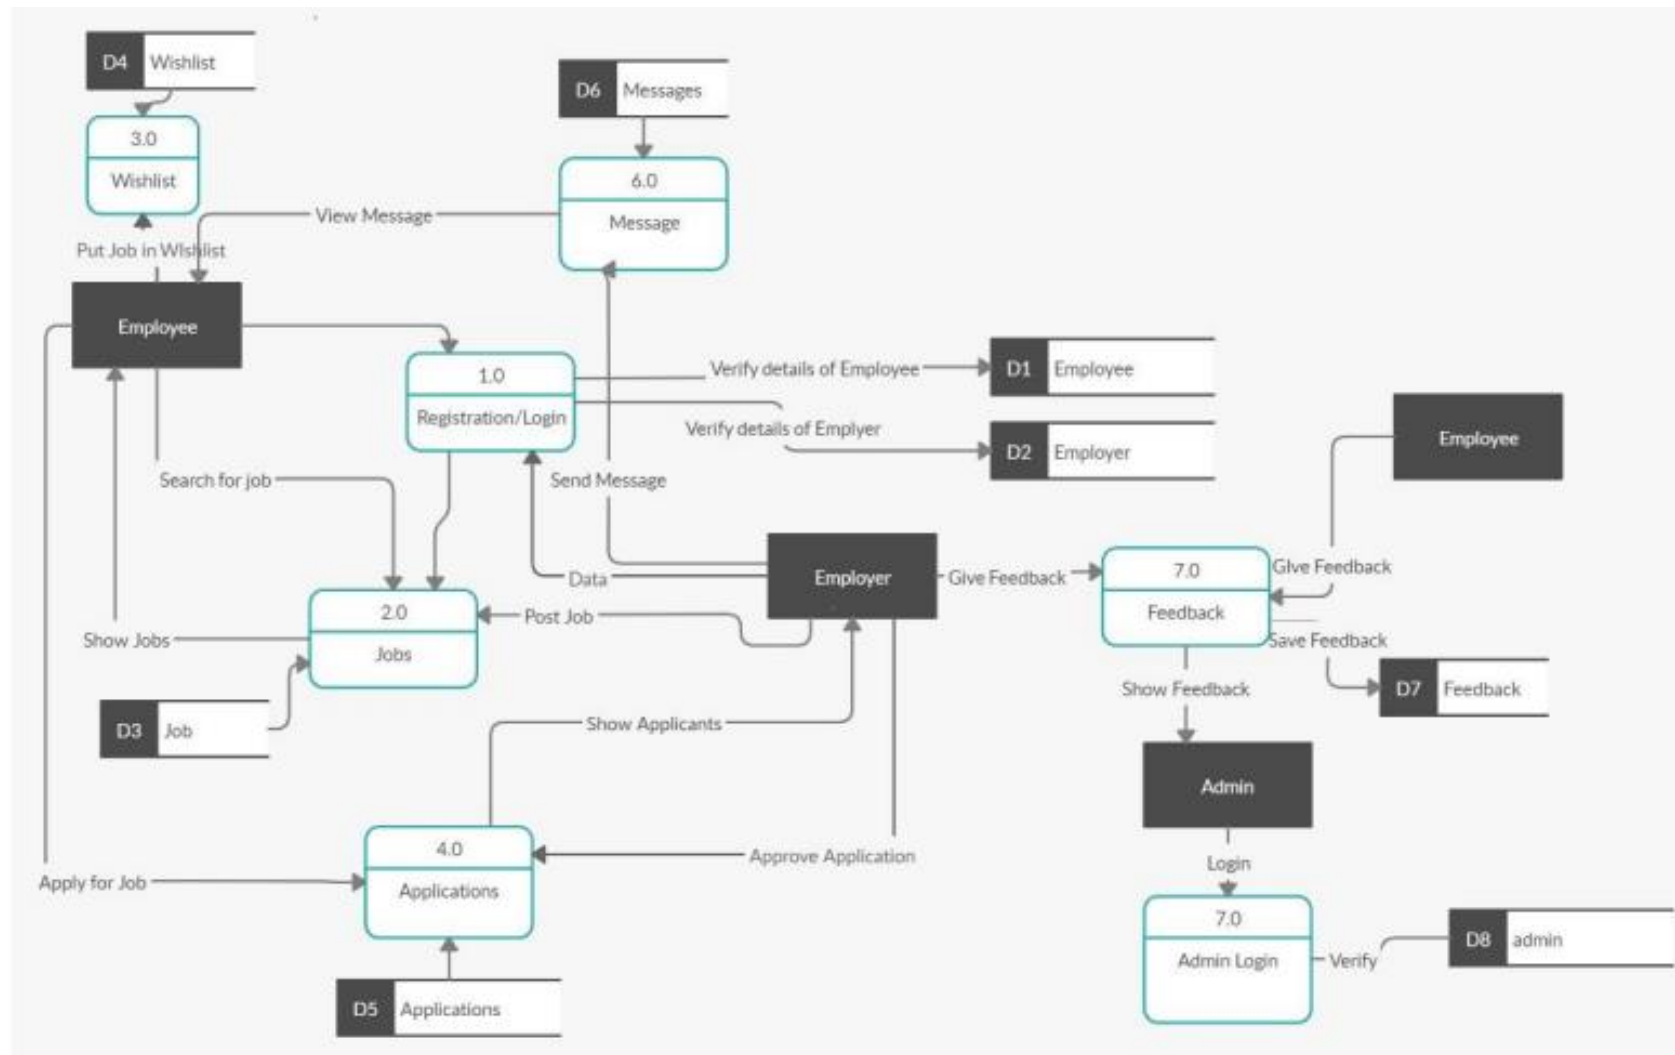 D4 Wishlist
D6 Messages
3.0
Wishlist
6.0
Message
View Message
Put Job in WIshlist
Employee
1.0
Registration/Login
Verify details of Employee
D1 Employee
Verify details of Emplyer
D2 Employer
Employee
Search for job
Send Message
Employer
Data
Give Feedback
7.0
Feedback
GIve Feedback
2.0
Jobs
Post Job
Show Jobs
Save Feedback
D7 Feedback
Show Feedback
D3 Job
Show Applicants
Admin
4.0
Applications
Approve Application
Apply for Job
Login
7.0
Admin Login
Verify
D8 admin
D5 Applications